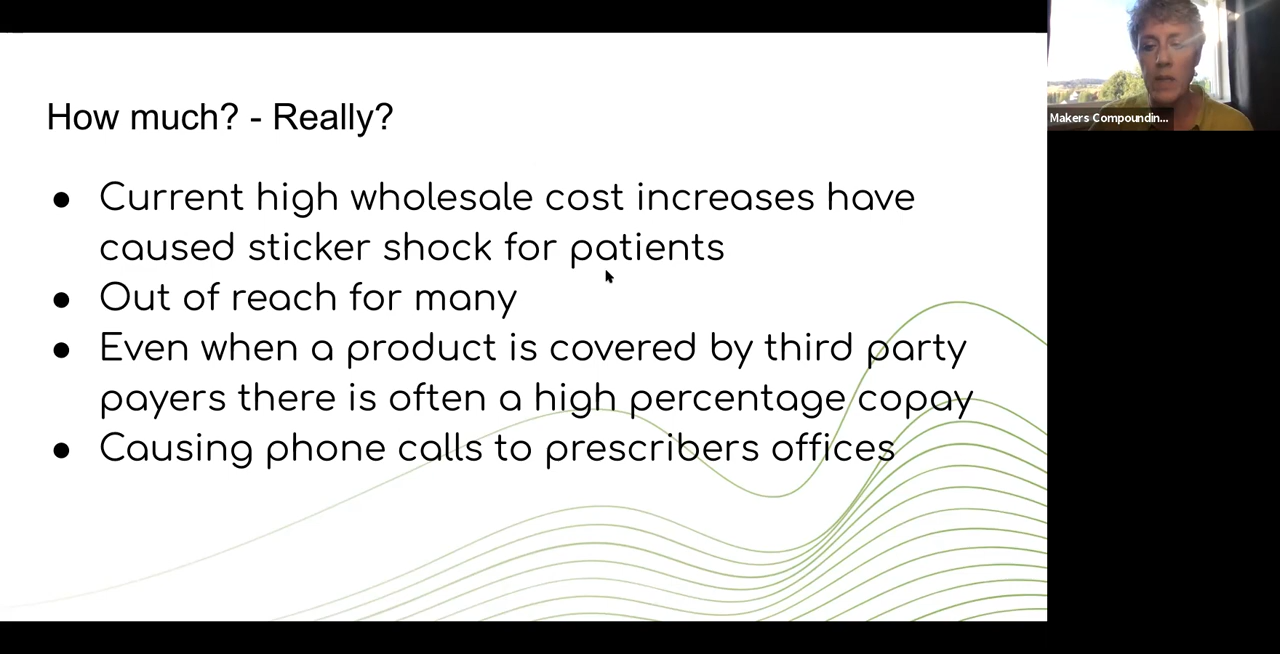 How much? - Really?
● Current high wholesale cost increases have
caused sticker shock for patients
● Out of reach for many
● Even when a product is covered by third party
payers there is often a high percentage copay
● Causing phone calls to prescribers offices
Makers Compoundin...